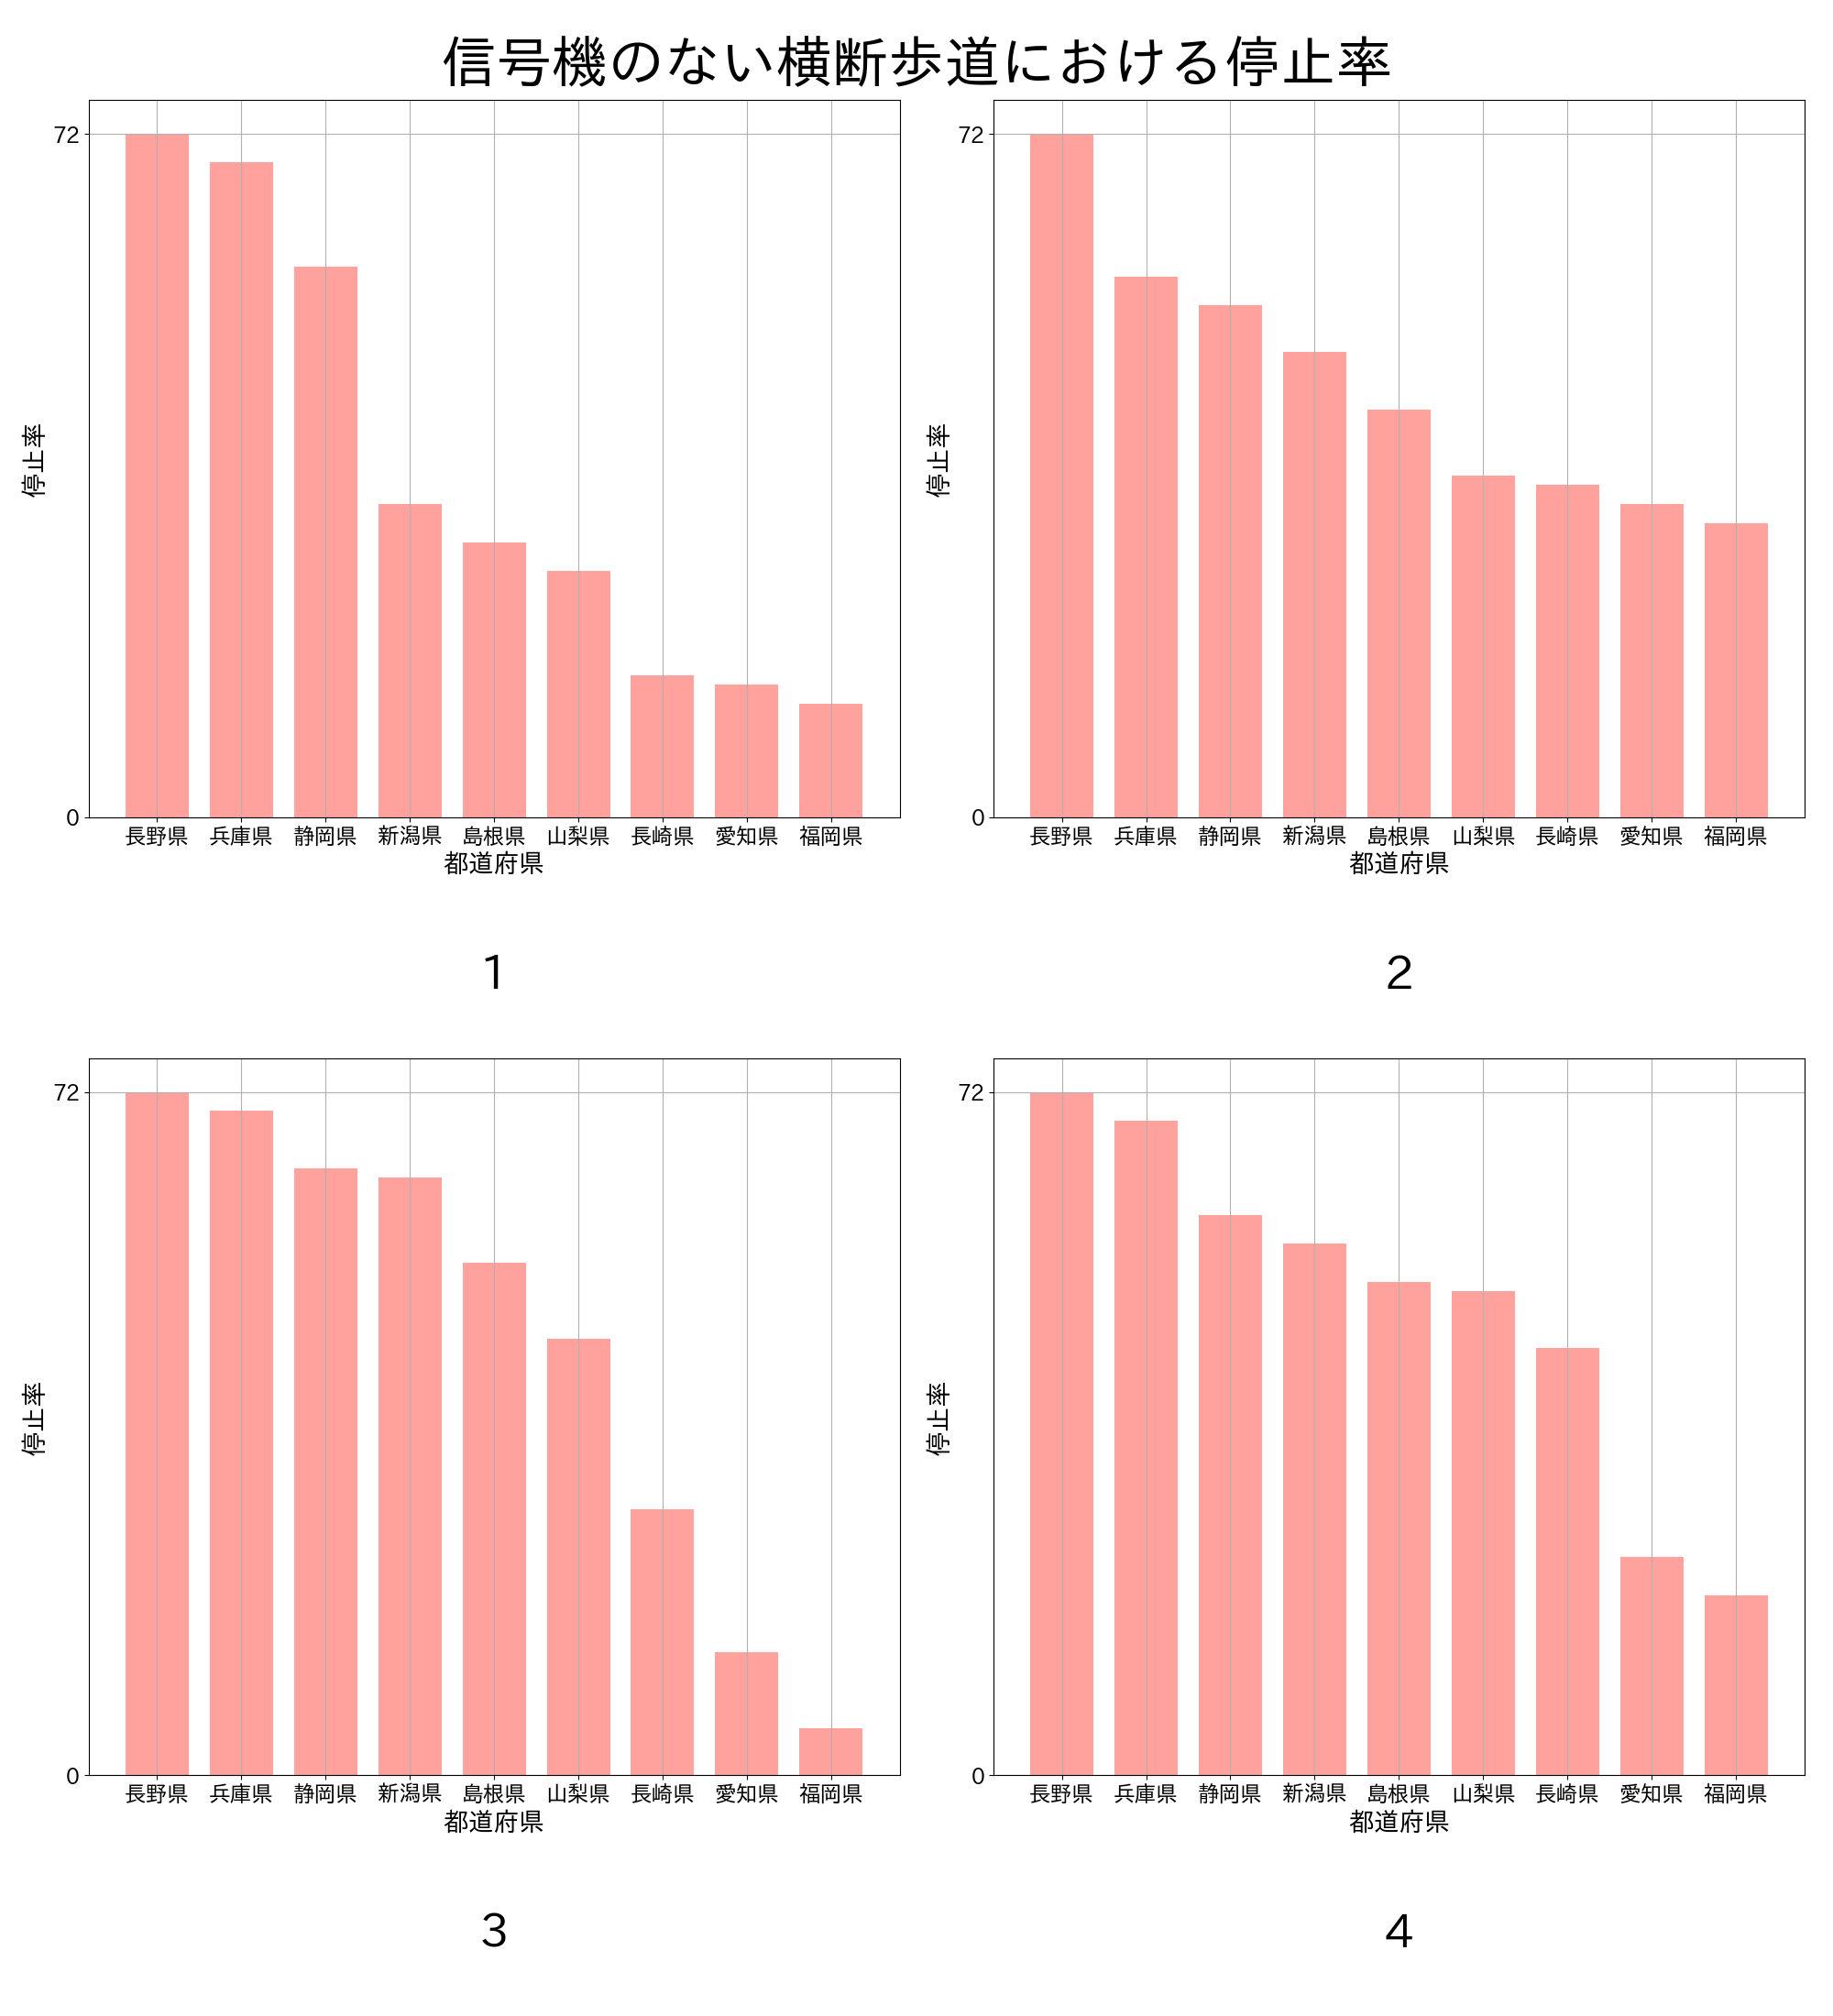 信号機のない横断歩道における停止率
72
0
停止率
長野県 兵庫県 静岡県 新潟県 島根県 山梨県 長崎県 愛知県 福岡県
都道府県
1
72
0
停止率
長野県 兵庫県 静岡県 新潟県 島根県 山梨県 長崎県 愛知県 福岡県
都道府県
2
72
0
停止率
長野県 兵庫県 静岡県 新潟県 島根県 山梨県 長崎県 愛知県 福岡県
都道府県
3
72
0
停止率
長野県 兵庫県 静岡県 新潟県 島根県 山梨県 長崎県 愛知県 福岡県
都道府県
4